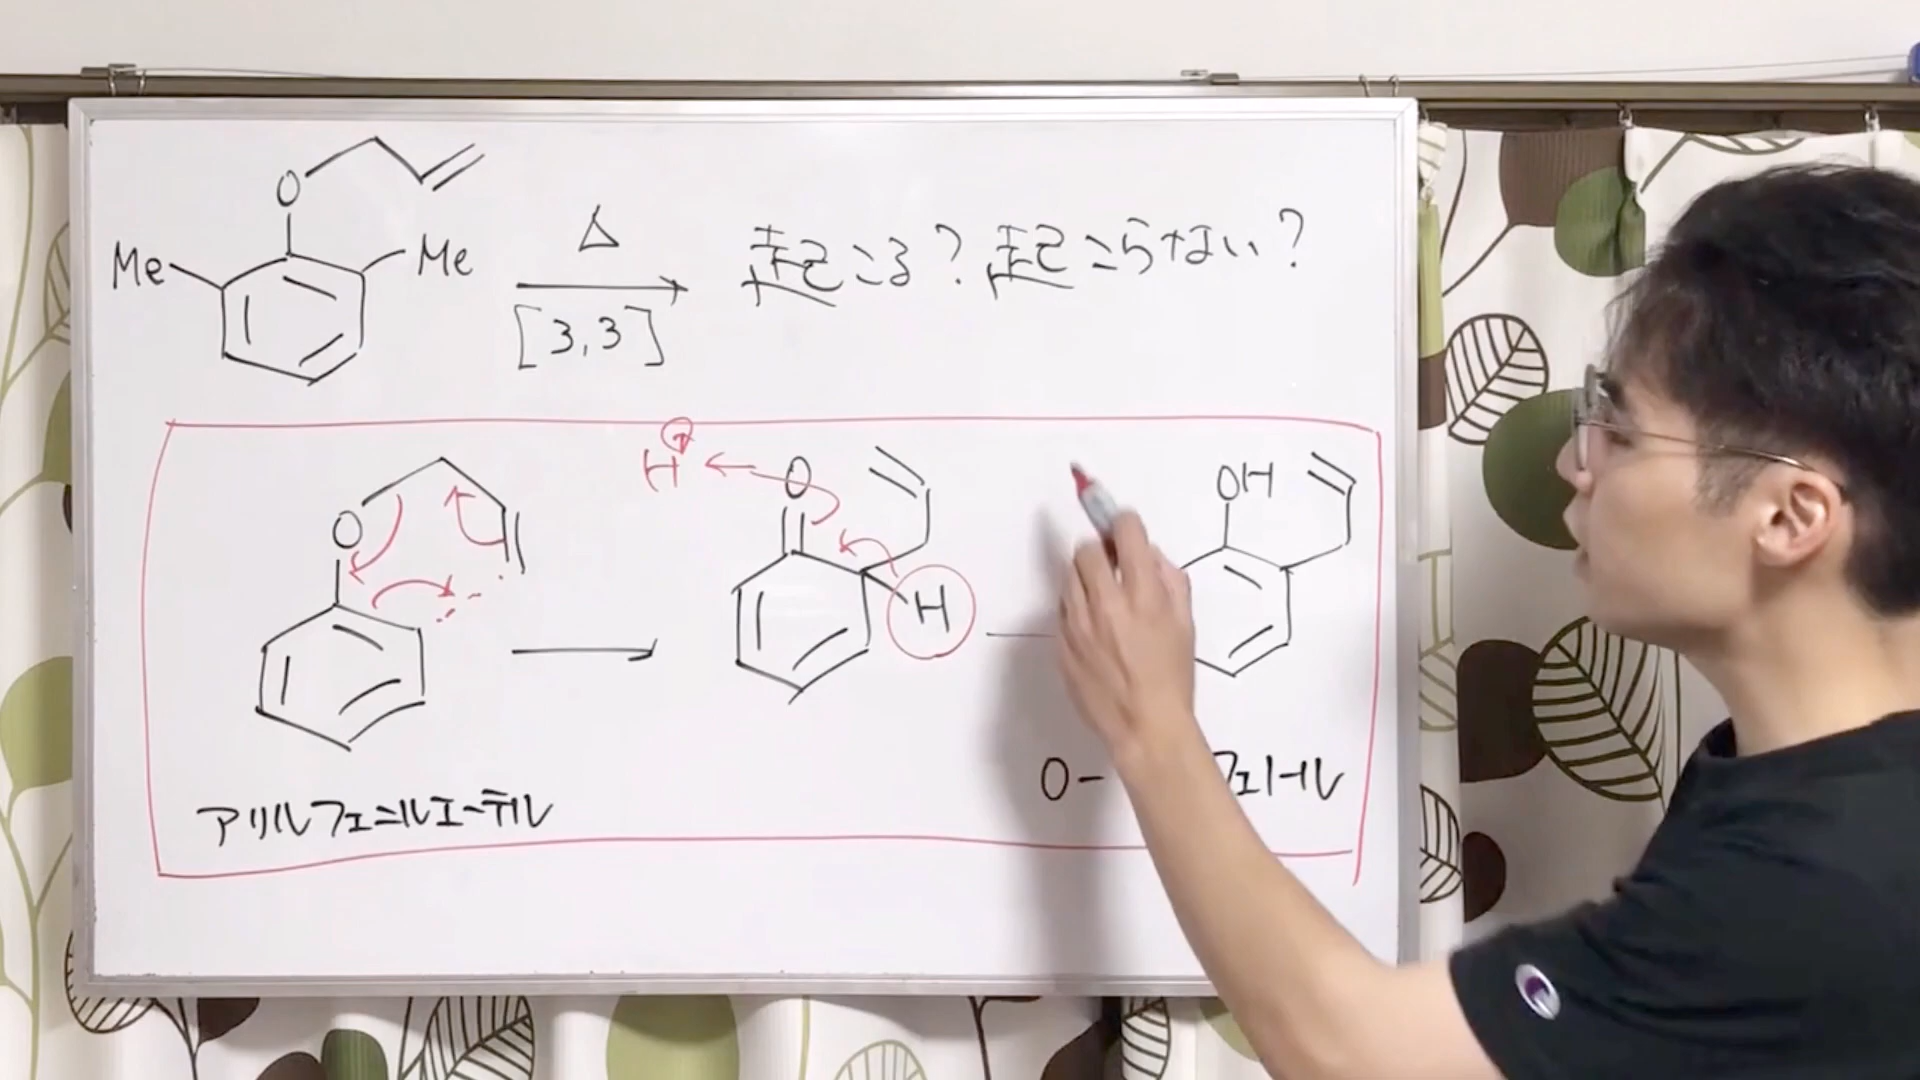 O
Me
Me
Δ
[3,3]
起こる?起こらない?
H⊕
O
O
H
OH
アリルフェニルエーテル
O-
フェノール